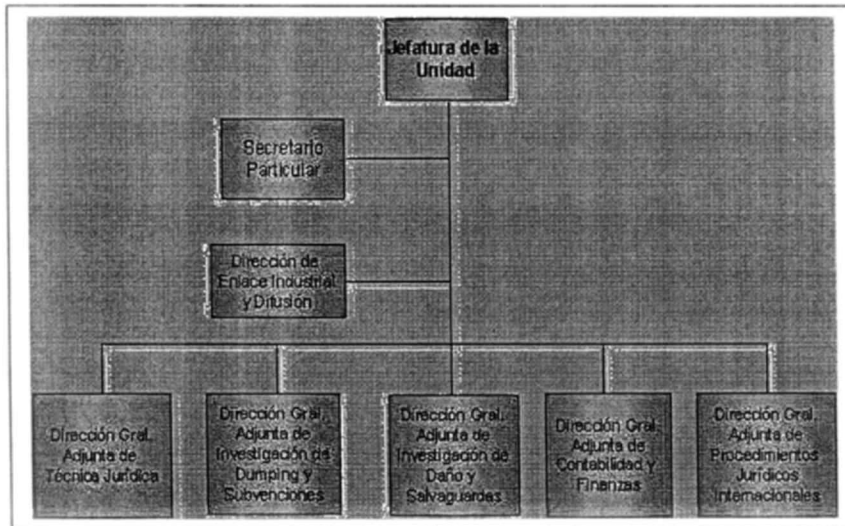 Jefatura de la
Unidad
Secretario
Particular
Dirección de
Enlace Industrial
y Difusión
Dirección Gral.
Adjunta de
Técnica Jurídica
Dirección Gral.
Adjunta de
Investigación de
Dumping y
Subvenciones
Dirección Gral.
Adjunta de
Investigación de
Daño y
Salvaguardas
Dirección Gral.
Adjunta de
Contabilidad y
Finanzas
Dirección Gral.
Adjunta de
Procedimientos
Jurídicos
Internacionales